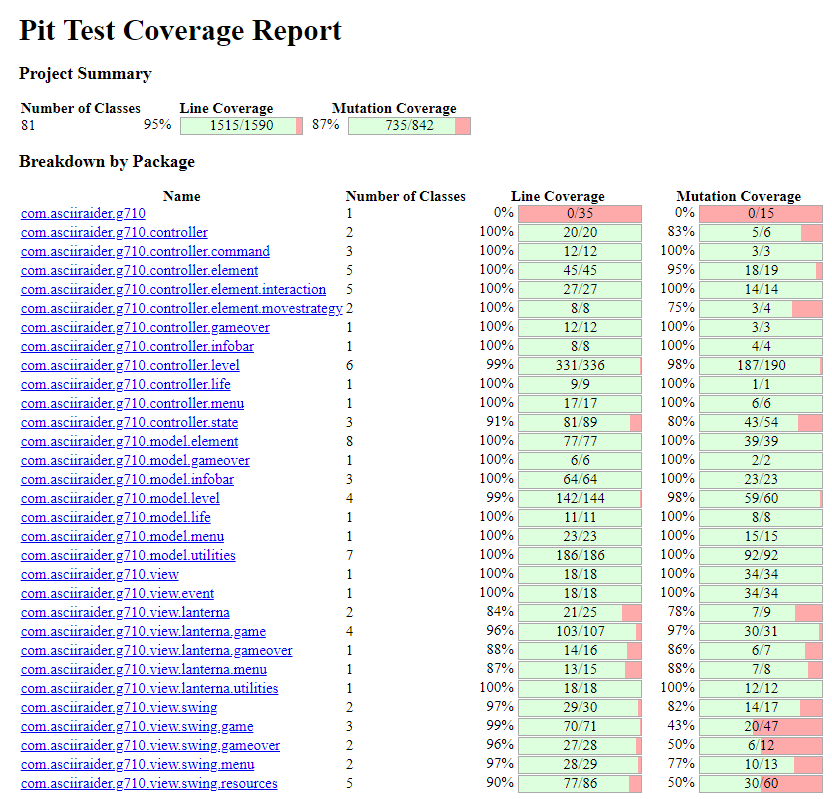 Pit Test Coverage Report
Project Summary
Number of Classes Line Coverage Mutation Coverage
81 95% 1515/1590 87% 735/842
Breakdown by Package
Name Number of Classes Line Coverage Mutation Coverage
com.asciiraider.g710 1 0% 0/35 0% 0/15
com.asciiraider.g710.controller 2 100% 20/20 83% 5/6
com.asciiraider.g710.controller.command 3 100% 12/12 100% 3/3
com.asciiraider.g710.controller.element 5 100% 45/45 95% 18/19
com.asciiraider.g710.controller.element.interaction 5 100% 27/27 100% 14/14
com.asciiraider.g710.controller.element.movestrategy 2 100% 8/8 75% 3/4
com.asciiraider.g710.controller.gameover 1 100% 12/12 100% 3/3
com.asciiraider.g710.controller.infobar 1 100% 8/8 100% 4/4
com.asciiraider.g710.controller.level 6 99% 331/336 98% 187/190
com.asciiraider.g710.controller.life 1 100% 9/9 100% 1/1
com.asciiraider.g710.controller.menu 1 100% 17/17 100% 6/6
com.asciiraider.g710.controller.state 3 91% 81/89 80% 43/54
com.asciiraider.g710.model.element 8 100% 77/77 100% 39/39
com.asciiraider.g710.model.gameover 1 100% 6/6 100% 2/2
com.asciiraider.g710.model.infobar 3 100% 64/64 100% 23/23
com.asciiraider.g710.model.level 4 99% 142/144 98% 59/60
com.asciiraider.g710.model.life 1 100% 11/11 100% 8/8
com.asciiraider.g710.model.menu 1 100% 23/23 100% 15/15
com.asciiraider.g710.model.utilities 7 100% 186/186 100% 92/92
com.asciiraider.g710.view 1 100% 18/18 100% 34/34
com.asciiraider.g710.view.event 1 100% 18/18 100% 34/34
com.asciiraider.g710.view.lanterna 2 84% 21/25 78% 7/9
com.asciiraider.g710.view.lanterna.game 4 96% 103/107 97% 30/31
com.asciiraider.g710.view.lanterna.gameover 1 88% 14/16 86% 6/7
com.asciiraider.g710.view.lanterna.menu 1 87% 13/15 88% 7/8
com.asciiraider.g710.view.lanterna.utilities 1 100% 18/18 100% 12/12
com.asciiraider.g710.view.swing 2 97% 29/30 82% 14/17
com.asciiraider.g710.view.swing.game 3 99% 70/71 43% 20/47
com.asciiraider.g710.view.swing.gameover 2 96% 27/28 50% 6/12
com.asciiraider.g710.view.swing.menu 2 97% 28/29 77% 10/13
com.asciiraider.g710.view.swing.resources 5 90% 77/86 50% 30/60